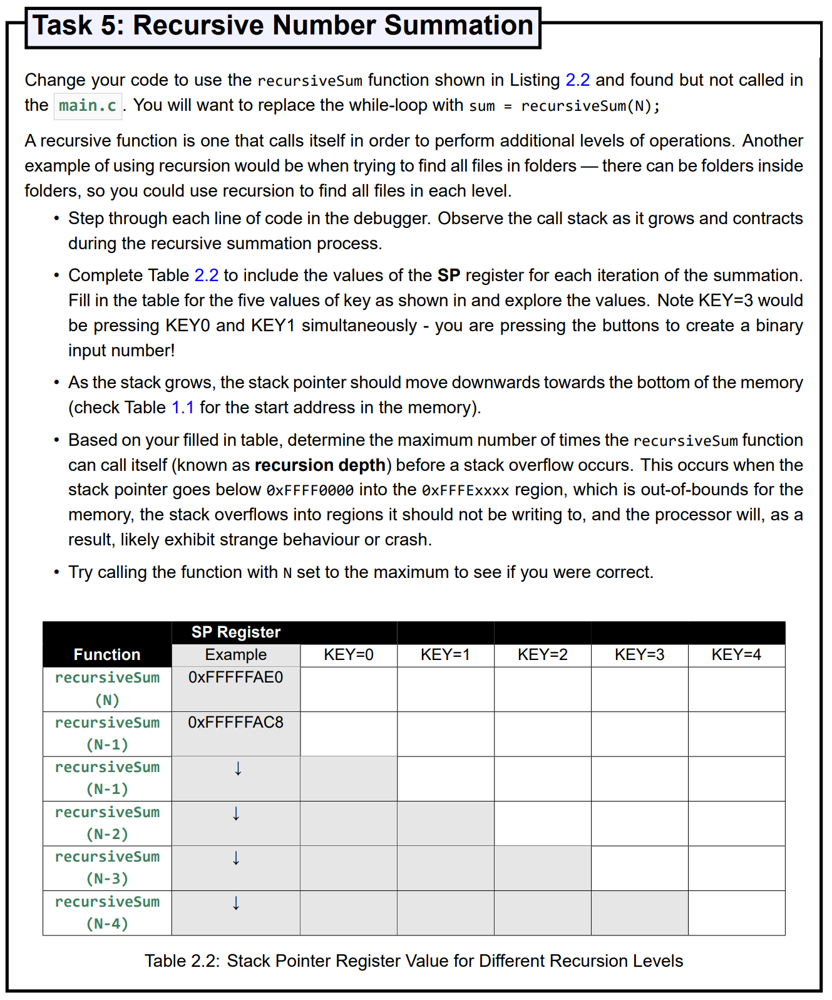 Task 5: Recursive Number Summation
Change your code to use the recursiveSum function shown in Listing 2.2 and found but not called in
the main.c. You will want to replace the while-loop with sum = recursiveSum(N);
A recursive function is one that calls itself in order to perform additional levels of operations. Another
example of using recursion would be when trying to find all files in folders — there can be folders inside
folders, so you could use recursion to find all files in each level.
• Step through each line of code in the debugger. Observe the call stack as it grows and contracts
during the recursive summation process.
• Complete Table 2.2 to include the values of the SP register for each iteration of the summation.
Fill in the table for the five values of key as shown in and explore the values. Note KEY=3 would
be pressing KEY0 and KEY1 simultaneously - you are pressing the buttons to create a binary
input number!
• As the stack grows, the stack pointer should move downwards towards the bottom of the memory
(check Table 1.1 for the start address in the memory).
• Based on your filled in table, determine the maximum number of times the recursiveSum function
can call itself (known as recursion depth) before a stack overflow occurs. This occurs when the
stack pointer goes below 0xFFFF0000 into the 0xFFFExxxx region, which is out-of-bounds for the
memory, the stack overflows into regions it should not be writing to, and the processor will, as a
result, likely exhibit strange behaviour or crash.
• Try calling the function with N set to the maximum to see if you were correct.
SP Register
Function Example KEY=0 KEY=1 KEY=2 KEY=3 KEY=4
recursiveSum 0xFFFFFAE0
(N)
recursiveSum 0xFFFFFAC8
(N-1)
recursiveSum ↓
(N-1)
recursiveSum ↓
(N-2)
recursiveSum ↓
(N-3)
recursiveSum ↓
(N-4)
Table 2.2: Stack Pointer Register Value for Different Recursion Levels